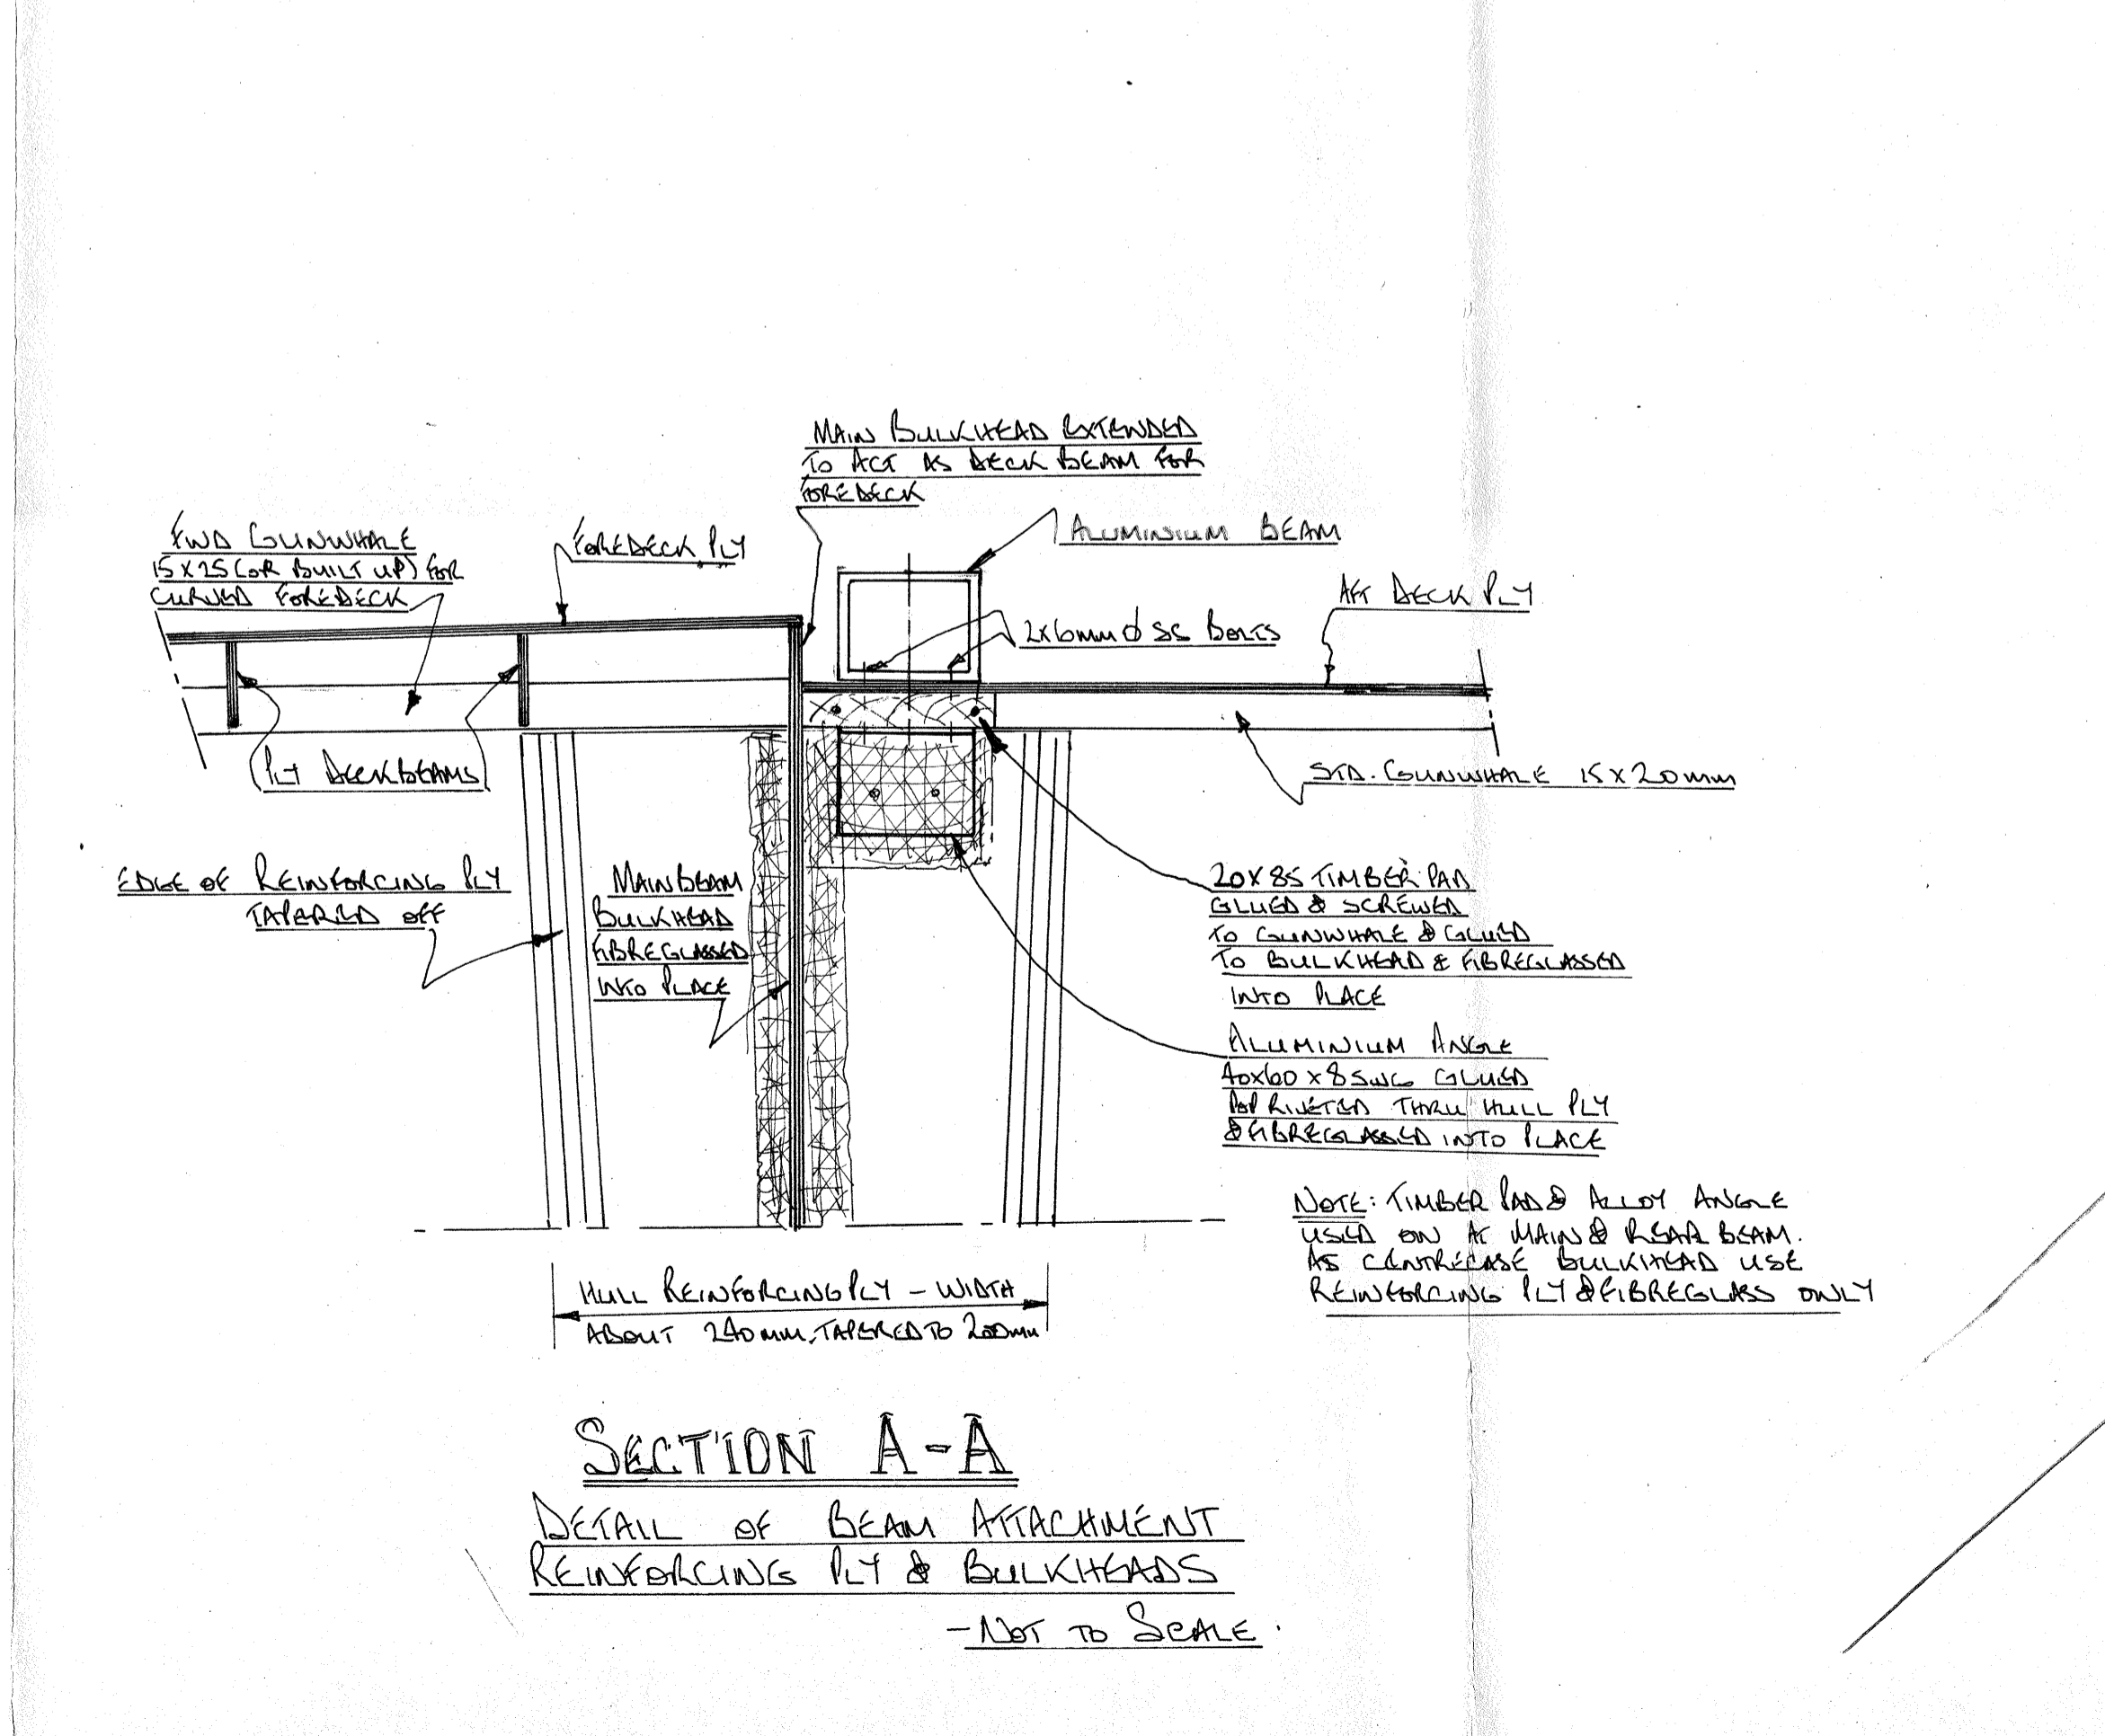 MAIN BULKHEAD EXTENDED
TO ACT AS DECK BEAM FOR
FOREDECK
FWD GUNWHALE
15 X 25 (OR BUILT UP) FOR
CURVED FOREDECK
FOREDECK PLY
ALUMINIUM BEAM
2X6mm ϕ SS BOLTS
AFT DECK PLY
PLY DECKBEAMS
STD. GUNWHALE 15 X 20 mm
EDGE OF REINFORCING PLY
TAPERED OFF
MAIN BEAM
BULKHEAD
FIBREGLASSED
INTO PLACE
20 X 85 TIMBER PAD
GLUED & SCREWED
TO GUNWHALE & GLUED
TO BULKHEAD & FIBREGLASSED
INTO PLACE
ALUMINIUM ANGLE
40x60 x 8 SWG GLUED
POP RIVETED THRU HULL PLY
& FIBREGLASSED INTO PLACE
NOTE: TIMBER PAD & ALLOY ANGLE
USED ON AT MAIN & REAR BEAM.
AS CENTRECASE BULKHEAD USE
REINFORCING PLY & FIBREGLASS ONLY
HULL REINFORCING PLY - WIDTH
ABOUT 240 mm, TAPERED TO 200mm
SECTION A-A
DETAIL OF BEAM ATTACHMENT
REINFORCING PLY & BULKHEADS
- NOT TO SCALE.